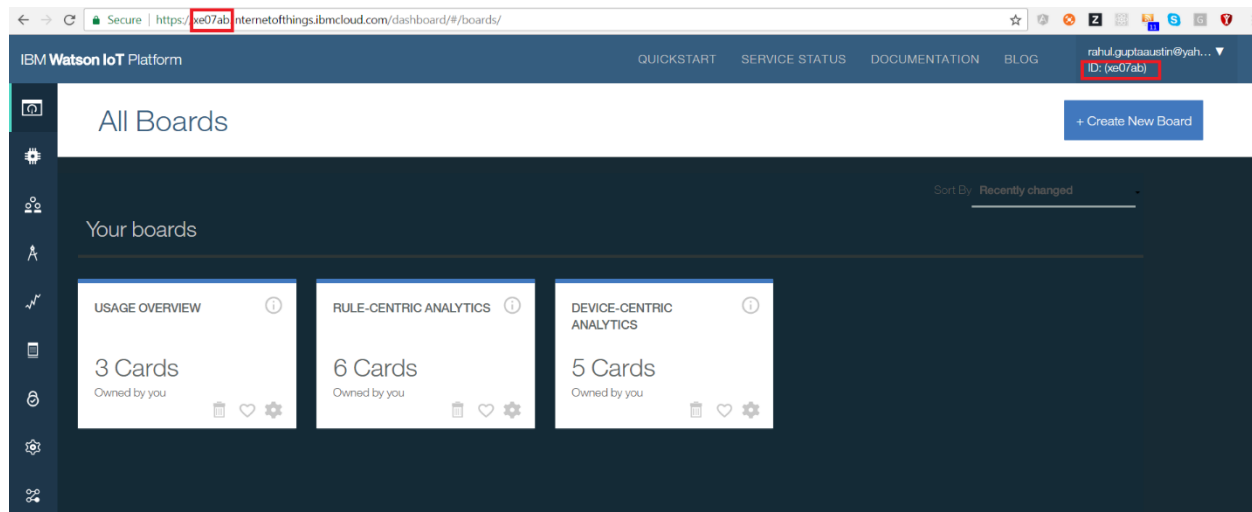 Secure | https://xe07ab.internetofthings.ibmcloud.com/dashboard/#/boards/
IBM Watson IoT Platform
QUICKSTART SERVICE STATUS DOCUMENTATION BLOG
rahul.guptaaustin@yah... ▼
ID: (xe07ab)
All Boards
+ Create New Board
Sort By Recently changed
Your boards
USAGE OVERVIEW
3 Cards
Owned by you
RULE-CENTRIC ANALYTICS
6 Cards
Owned by you
DEVICE-CENTRIC
ANALYTICS
5 Cards
Owned by you